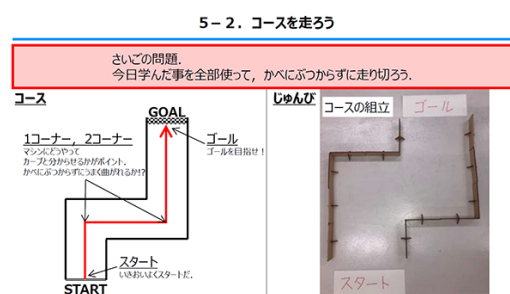 5－2．コースを走ろう
さいごの問題．
今日学んだ事を全部使って，かべにぶつからずに走り切ろう．
コース
じゅんび
GOAL
コースの組立
ゴール
1コーナー，2コーナー
マシンにどうやって
カーブと分からせるかがポイント．
かべにぶつからずにうまく曲がれるか!?
ゴール
ゴールを目指せ！
スタート
いきおいよくスタートだ．
START
スタート